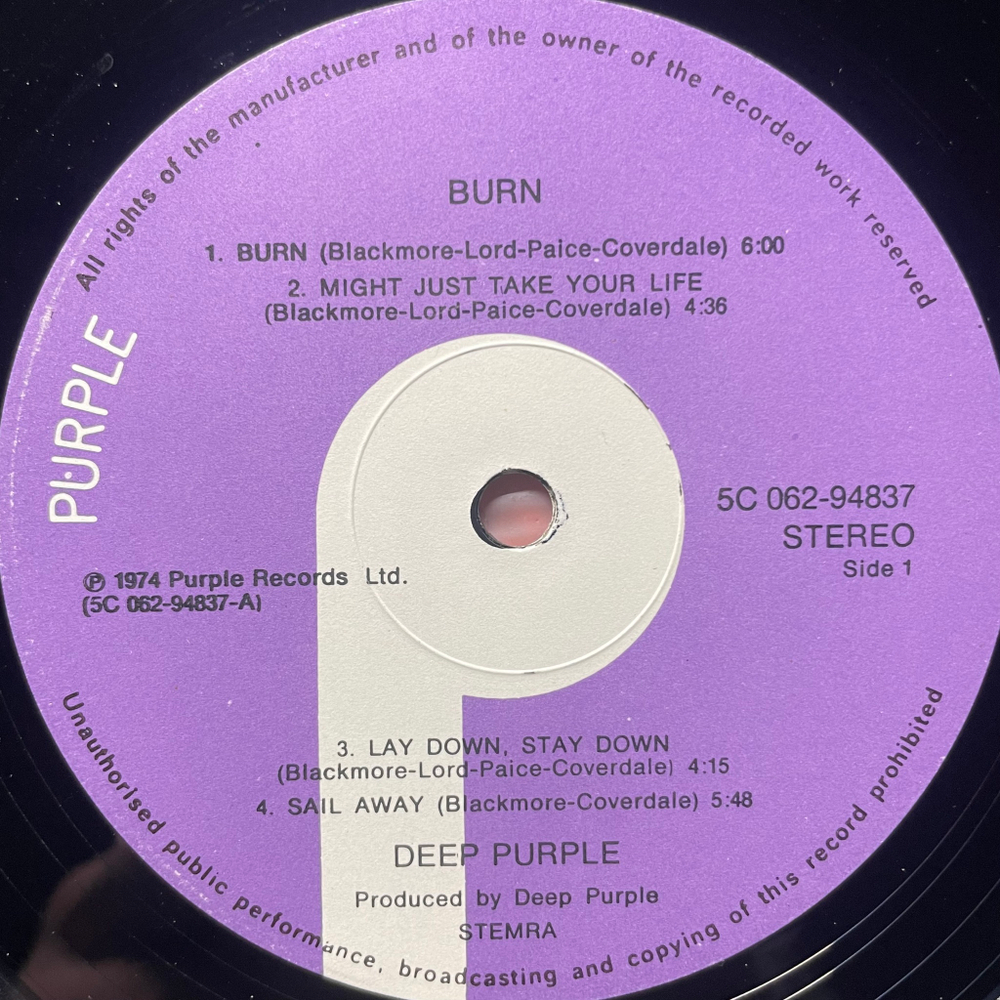 All rights of the manufacturer and of the owner of the recorded work reserved
BURN
1. BURN (Blackmore-Lord-Paice-Coverdale) 6:00
2. MIGHT JUST TAKE YOUR LIFE
(Blackmore-Lord-Paice-Coverdale) 4:36
PURPLE
5C 062-94837
STEREO
Side 1
℗ 1974 Purple Records Ltd.
(5C 062-94837-A)
3. LAY DOWN, STAY DOWN
(Blackmore-Lord-Paice-Coverdale) 4:15
4. SAIL AWAY (Blackmore-Coverdale) 5:48
DEEP PURPLE
Produced by Deep Purple
STEMRA
Unauthorised public performance, broadcasting and copying of this record prohibited